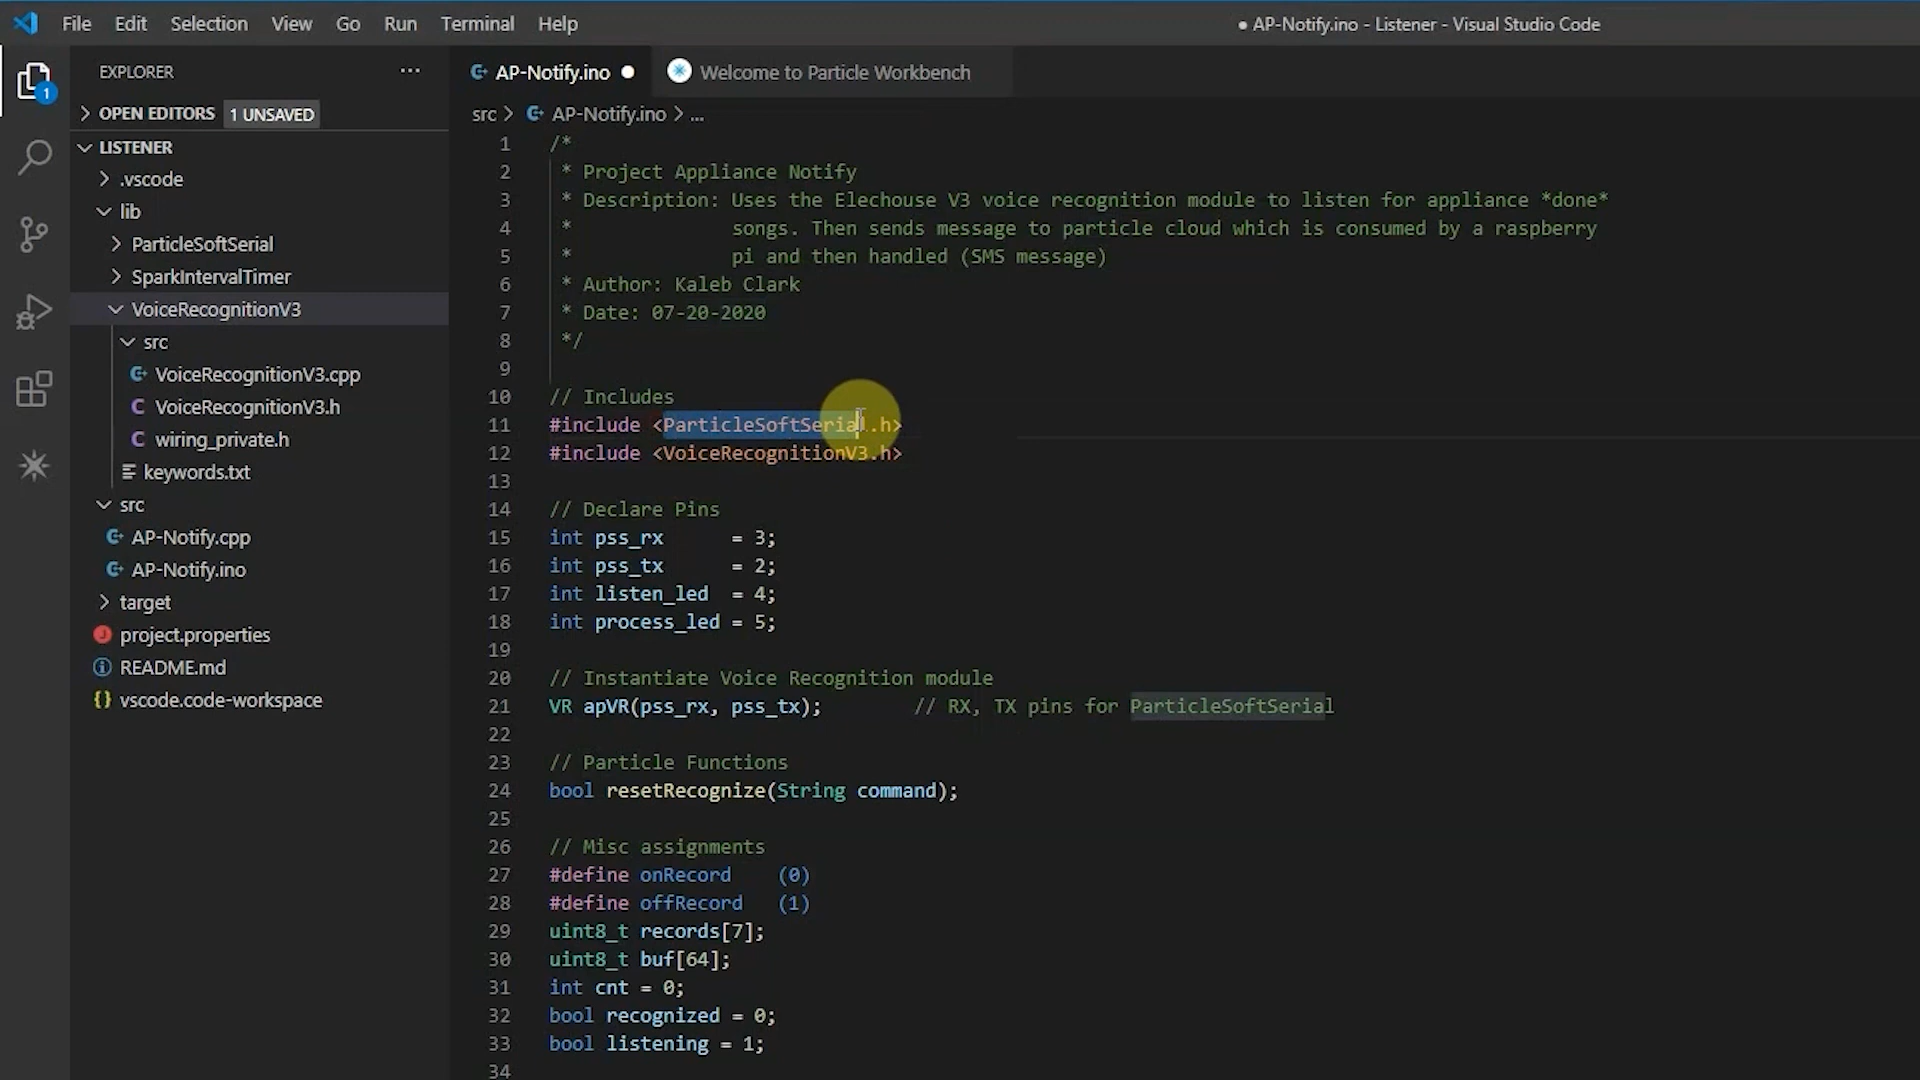 File Edit Selection View Go Run Terminal Help
● AP-Notify.ino - Listener - Visual Studio Code
EXPLORER ...
1
OPEN EDITORS 1 UNSAVED
LISTENER
.vscode
lib
ParticleSoftSerial
SparkIntervalTimer
VoiceRecognitionV3
src
VoiceRecognitionV3.cpp
VoiceRecognitionV3.h
wiring_private.h
keywords.txt
src
AP-Notify.cpp
AP-Notify.ino
target
project.properties
README.md
vscode.code-workspace
AP-Notify.ino ● Welcome to Particle Workbench
src > AP-Notify.ino > ...
1 /*
2 * Project Appliance Notify
3 * Description: Uses the Elechouse V3 voice recognition module to listen for appliance *done*
4 * songs. Then sends message to particle cloud which is consumed by a raspberry
5 * pi and then handled (SMS message)
6 * Author: Kaleb Clark
7 * Date: 07-20-2020
8 */
9
10 // Includes
11 #include <ParticleSoftSerial.h>
12 #include <VoiceRecognitionV3.h>
13
14 // Declare Pins
15 int pss_rx = 3;
16 int pss_tx = 2;
17 int listen_led = 4;
18 int process_led = 5;
19
20 // Instantiate Voice Recognition module
21 VR apVR(pss_rx, pss_tx); // RX, TX pins for ParticleSoftSerial
22
23 // Particle Functions
24 bool resetRecognize(String command);
25
26 // Misc assignments
27 #define onRecord (0)
28 #define offRecord (1)
29 uint8_t records[7];
30 uint8_t buf[64];
31 int cnt = 0;
32 bool recognized = 0;
33 bool listening = 1;
34